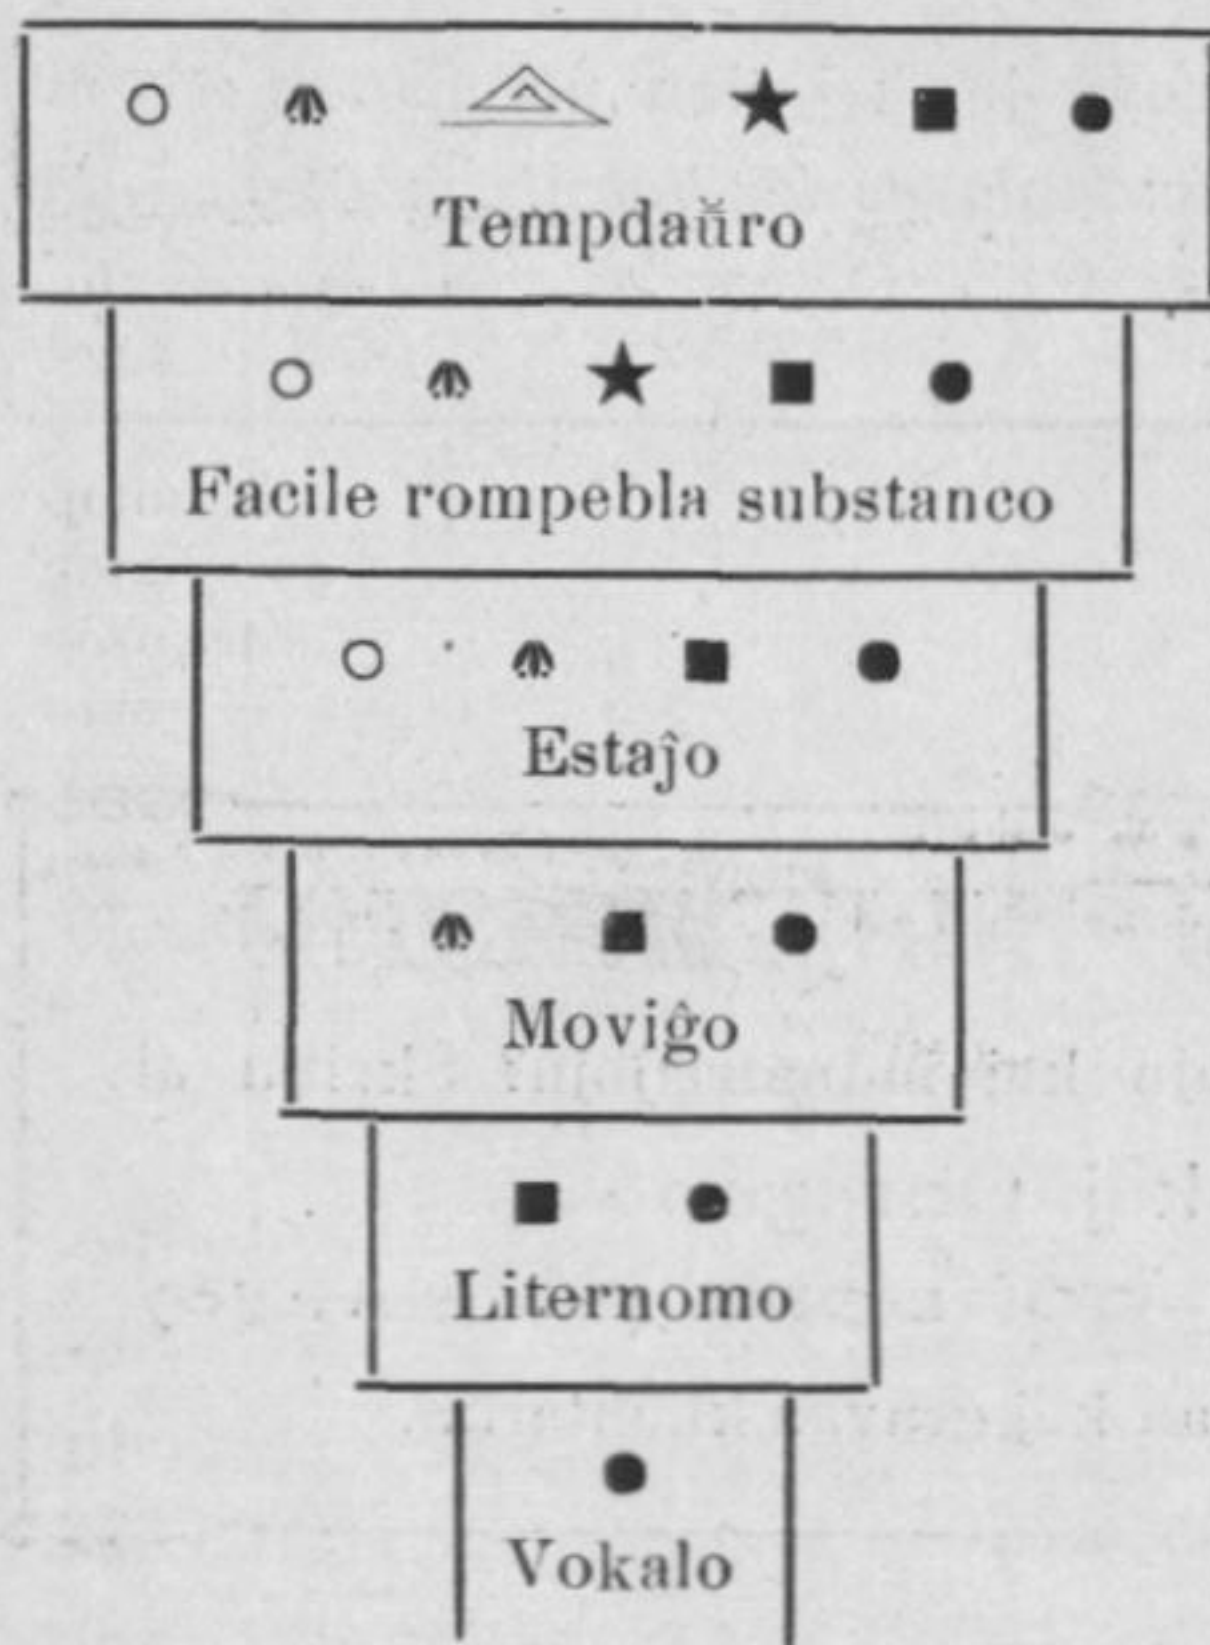 Tempdaŭro
Facile rompebla substanco
Estaĵo
Moviĝo
Liternomo
Vokalo